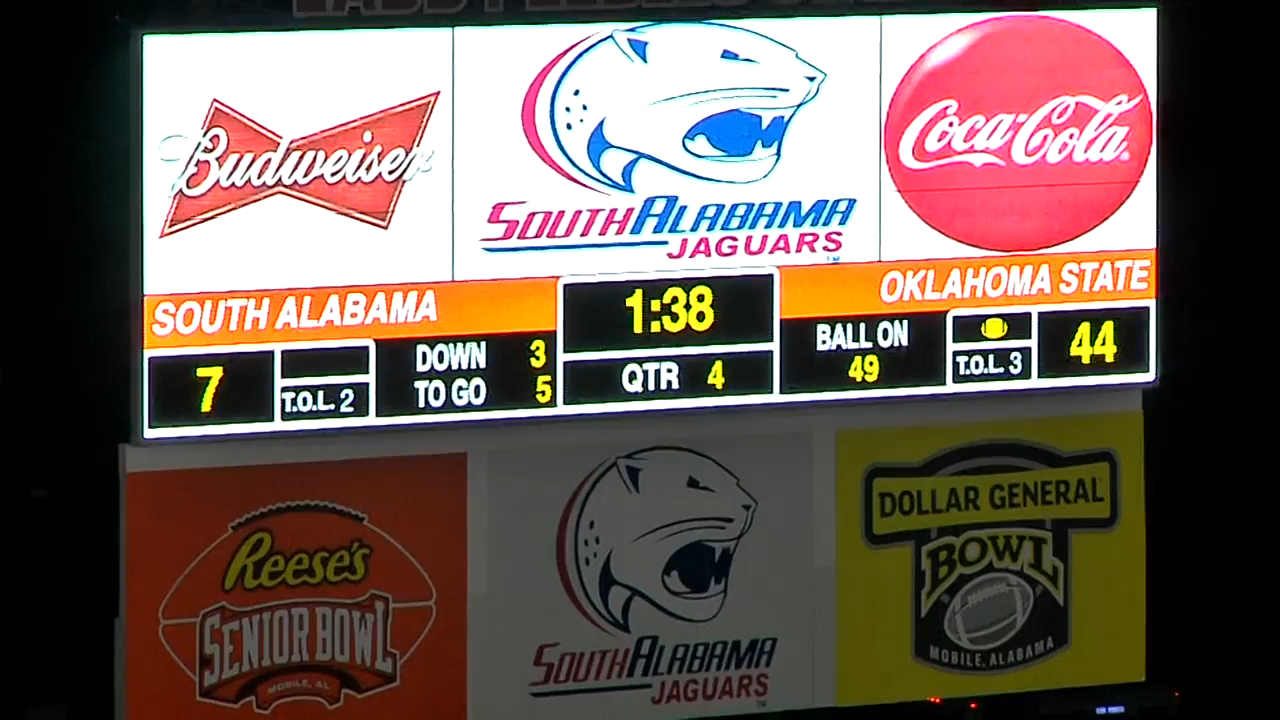 Budweiser
SOUTH ALABAMA
JAGUARS
TM
Coca-Cola
SOUTH ALABAMA
1:38
OKLAHOMA STATE
7
T.O.L. 2
DOWN 3
TO GO 5
QTR 4
BALL ON
49
T.O.L. 3
44
Reese's
SENIOR BOWL
MOBILE, AL
SOUTH ALABAMA
JAGUARS
TM
DOLLAR GENERAL
BOWL
MOBILE, ALABAMA